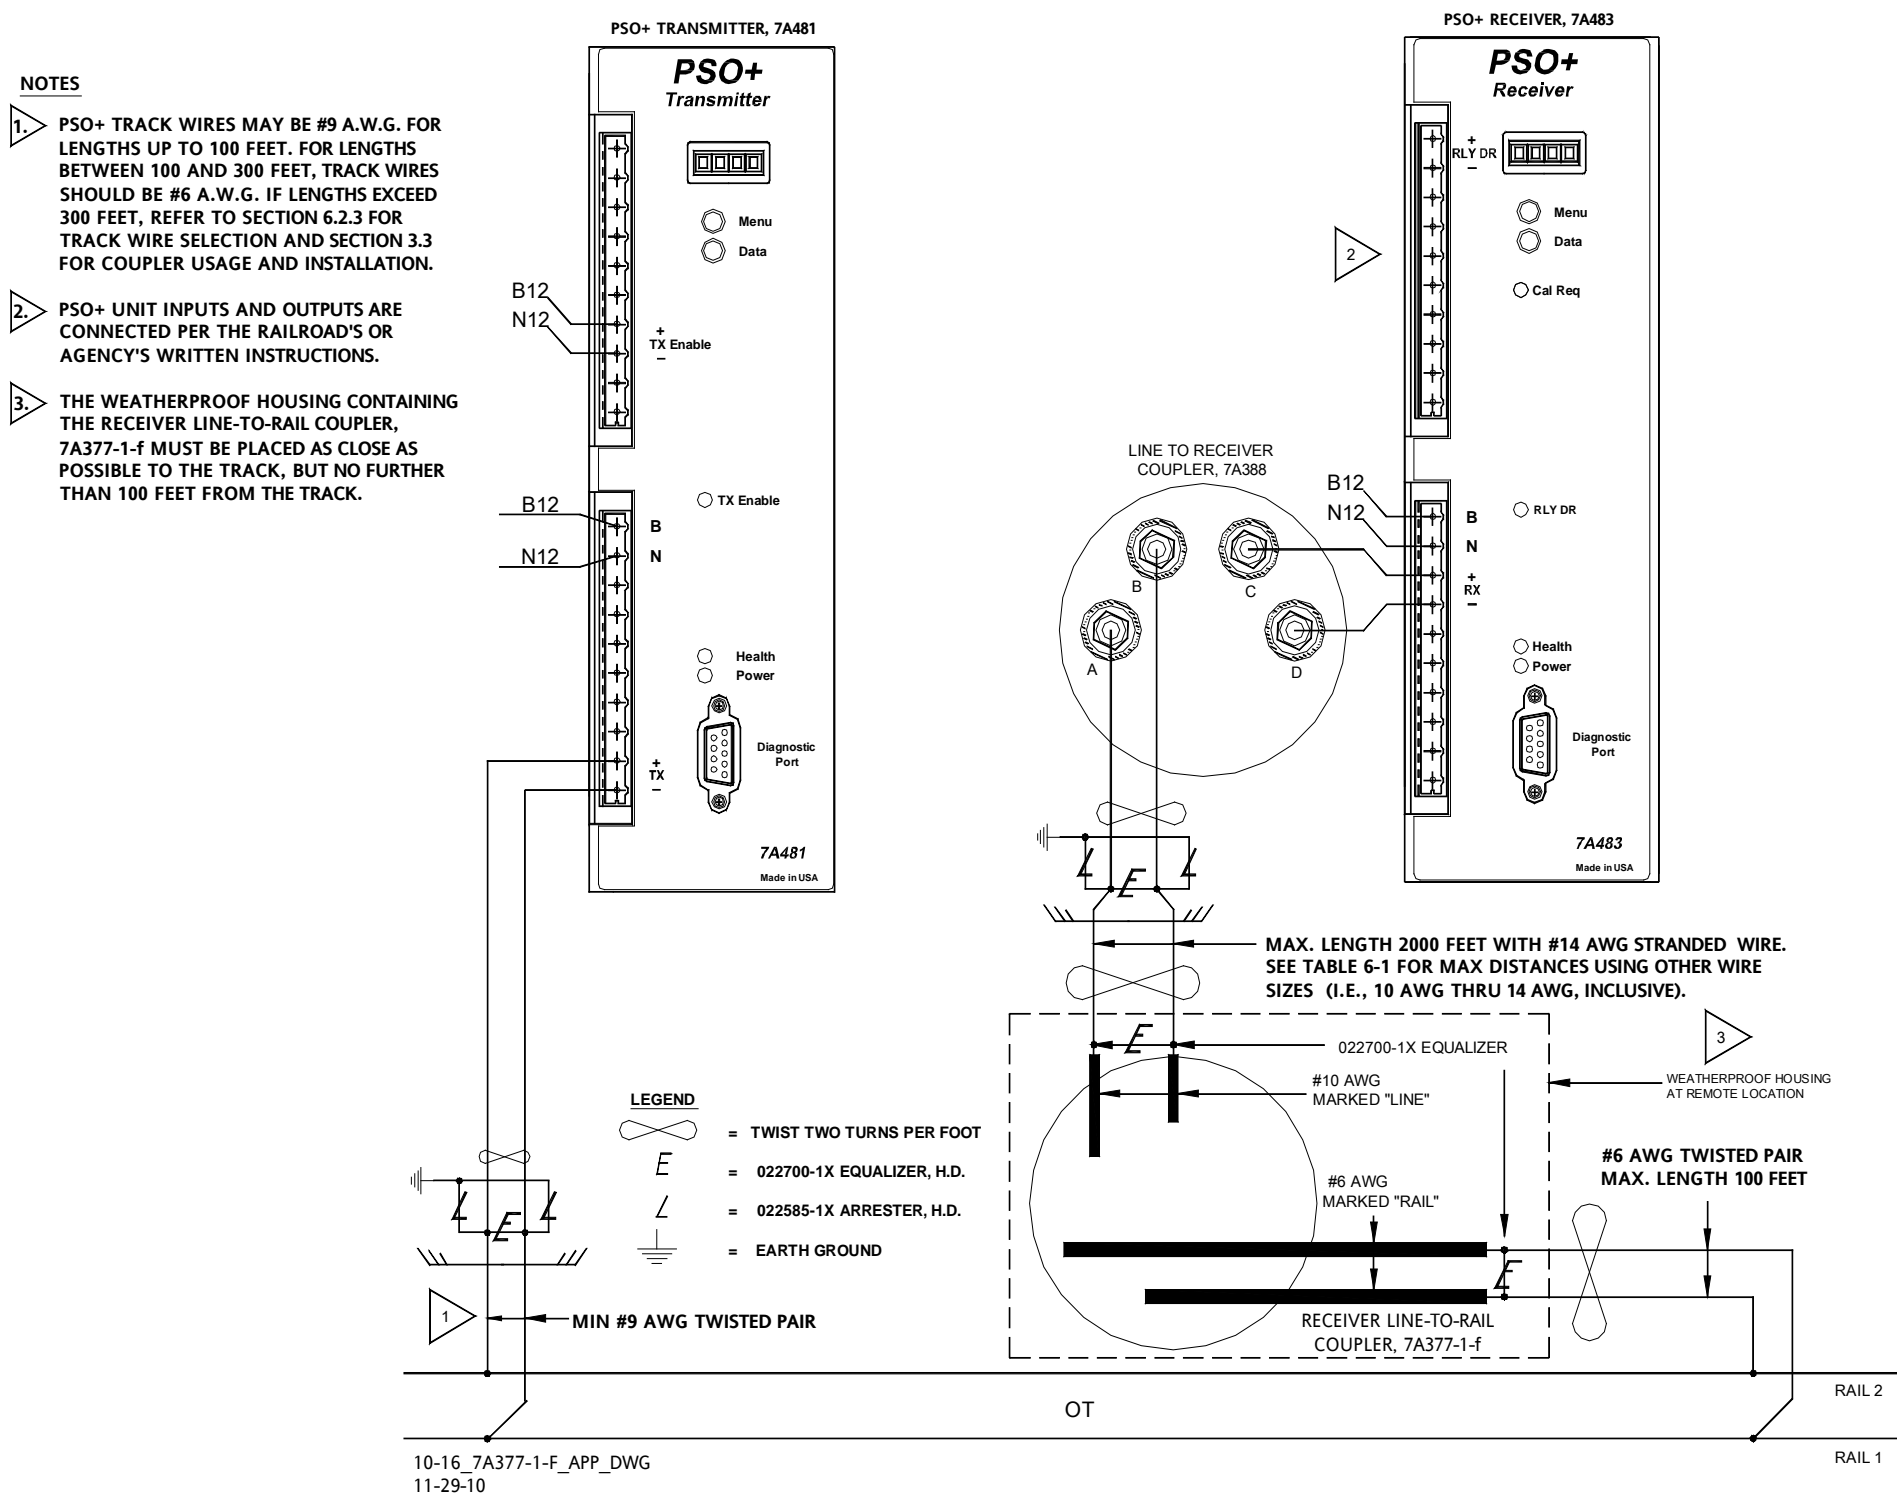 PSO+ TRANSMITTER, 7A481
PSO+ RECEIVER, 7A483
NOTES
1. PSO+ TRACK WIRES MAY BE #9 A.W.G. FOR
LENGTHS UP TO 100 FEET. FOR LENGTHS
BETWEEN 100 AND 300 FEET, TRACK WIRES
SHOULD BE #6 A.W.G. IF LENGTHS EXCEED
300 FEET, REFER TO SECTION 6.2.3 FOR
TRACK WIRE SELECTION AND SECTION 3.3
FOR COUPLER USAGE AND INSTALLATION.
2. PSO+ UNIT INPUTS AND OUTPUTS ARE
CONNECTED PER THE RAILROAD'S OR
AGENCY'S WRITTEN INSTRUCTIONS.
3. THE WEATHERPROOF HOUSING CONTAINING
THE RECEIVER LINE-TO-RAIL COUPLER,
7A377-1-f MUST BE PLACED AS CLOSE AS
POSSIBLE TO THE TRACK, BUT NO FURTHER
THAN 100 FEET FROM THE TRACK.
PSO+
Transmitter
Menu
Data
B12
N12
+
TX Enable
–
B12
N12
B
N
TX Enable
Health
Power
Diagnostic
Port
+
TX
–
7A481
Made in USA
PSO+
Receiver
+
RLY DR
–
Menu
Data
2
Cal Req
LINE TO RECEIVER
COUPLER, 7A388
B
C
A
D
B12
N12
B
N
+
RX
–
RLY DR
Health
Power
Diagnostic
Port
7A483
Made in USA
E
MAX. LENGTH 2000 FEET WITH #14 AWG STRANDED WIRE.
SEE TABLE 6-1 FOR MAX DISTANCES USING OTHER WIRE
SIZES (I.E., 10 AWG THRU 14 AWG, INCLUSIVE).
E
022700-1X EQUALIZER
3
WEATHERPROOF HOUSING
AT REMOTE LOCATION
#10 AWG
MARKED "LINE"
#6 AWG TWISTED PAIR
MAX. LENGTH 100 FEET
#6 AWG
MARKED "RAIL"
E
RECEIVER LINE-TO-RAIL
COUPLER, 7A377-1-f
LEGEND
= TWIST TWO TURNS PER FOOT
E = 022700-1X EQUALIZER, H.D.
= 022585-1X ARRESTER, H.D.
= EARTH GROUND
E
1
MIN #9 AWG TWISTED PAIR
RAIL 2
OT
RAIL 1
10-16_7A377-1-F_APP_DWG
11-29-10